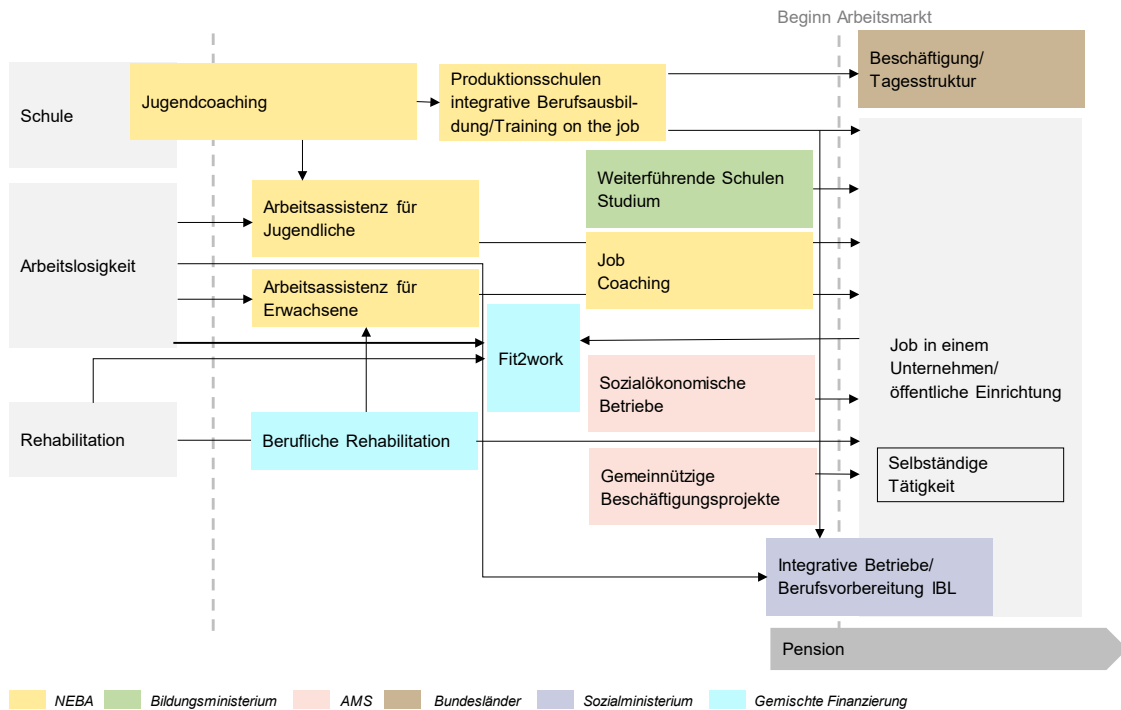 Beginn Arbeitsmarkt
Beschäftigung/
Tagesstruktur
Schule
Jugendcoaching
Produktionsschulen
integrative Berufsausbil-
dung/Training on the job
Weiterführende Schulen
Studium
Arbeitslosigkeit
Arbeitsassistenz für
Jugendliche
Job
Coaching
Arbeitsassistenz für
Erwachsene
Fit2work
Job in einem
Unternehmen/
öffentliche Einrichtung
Sozialökonomische
Betriebe
Rehabilitation
Berufliche Rehabilitation
Gemeinnützige
Beschäftigungsprojekte
Selbständige
Tätigkeit
Integrative Betriebe/
Berufsvorbereitung IBL
Pension
NEBA
Bildungsministerium
AMS
Bundesländer
Sozialministerium
Gemischte Finanzierung